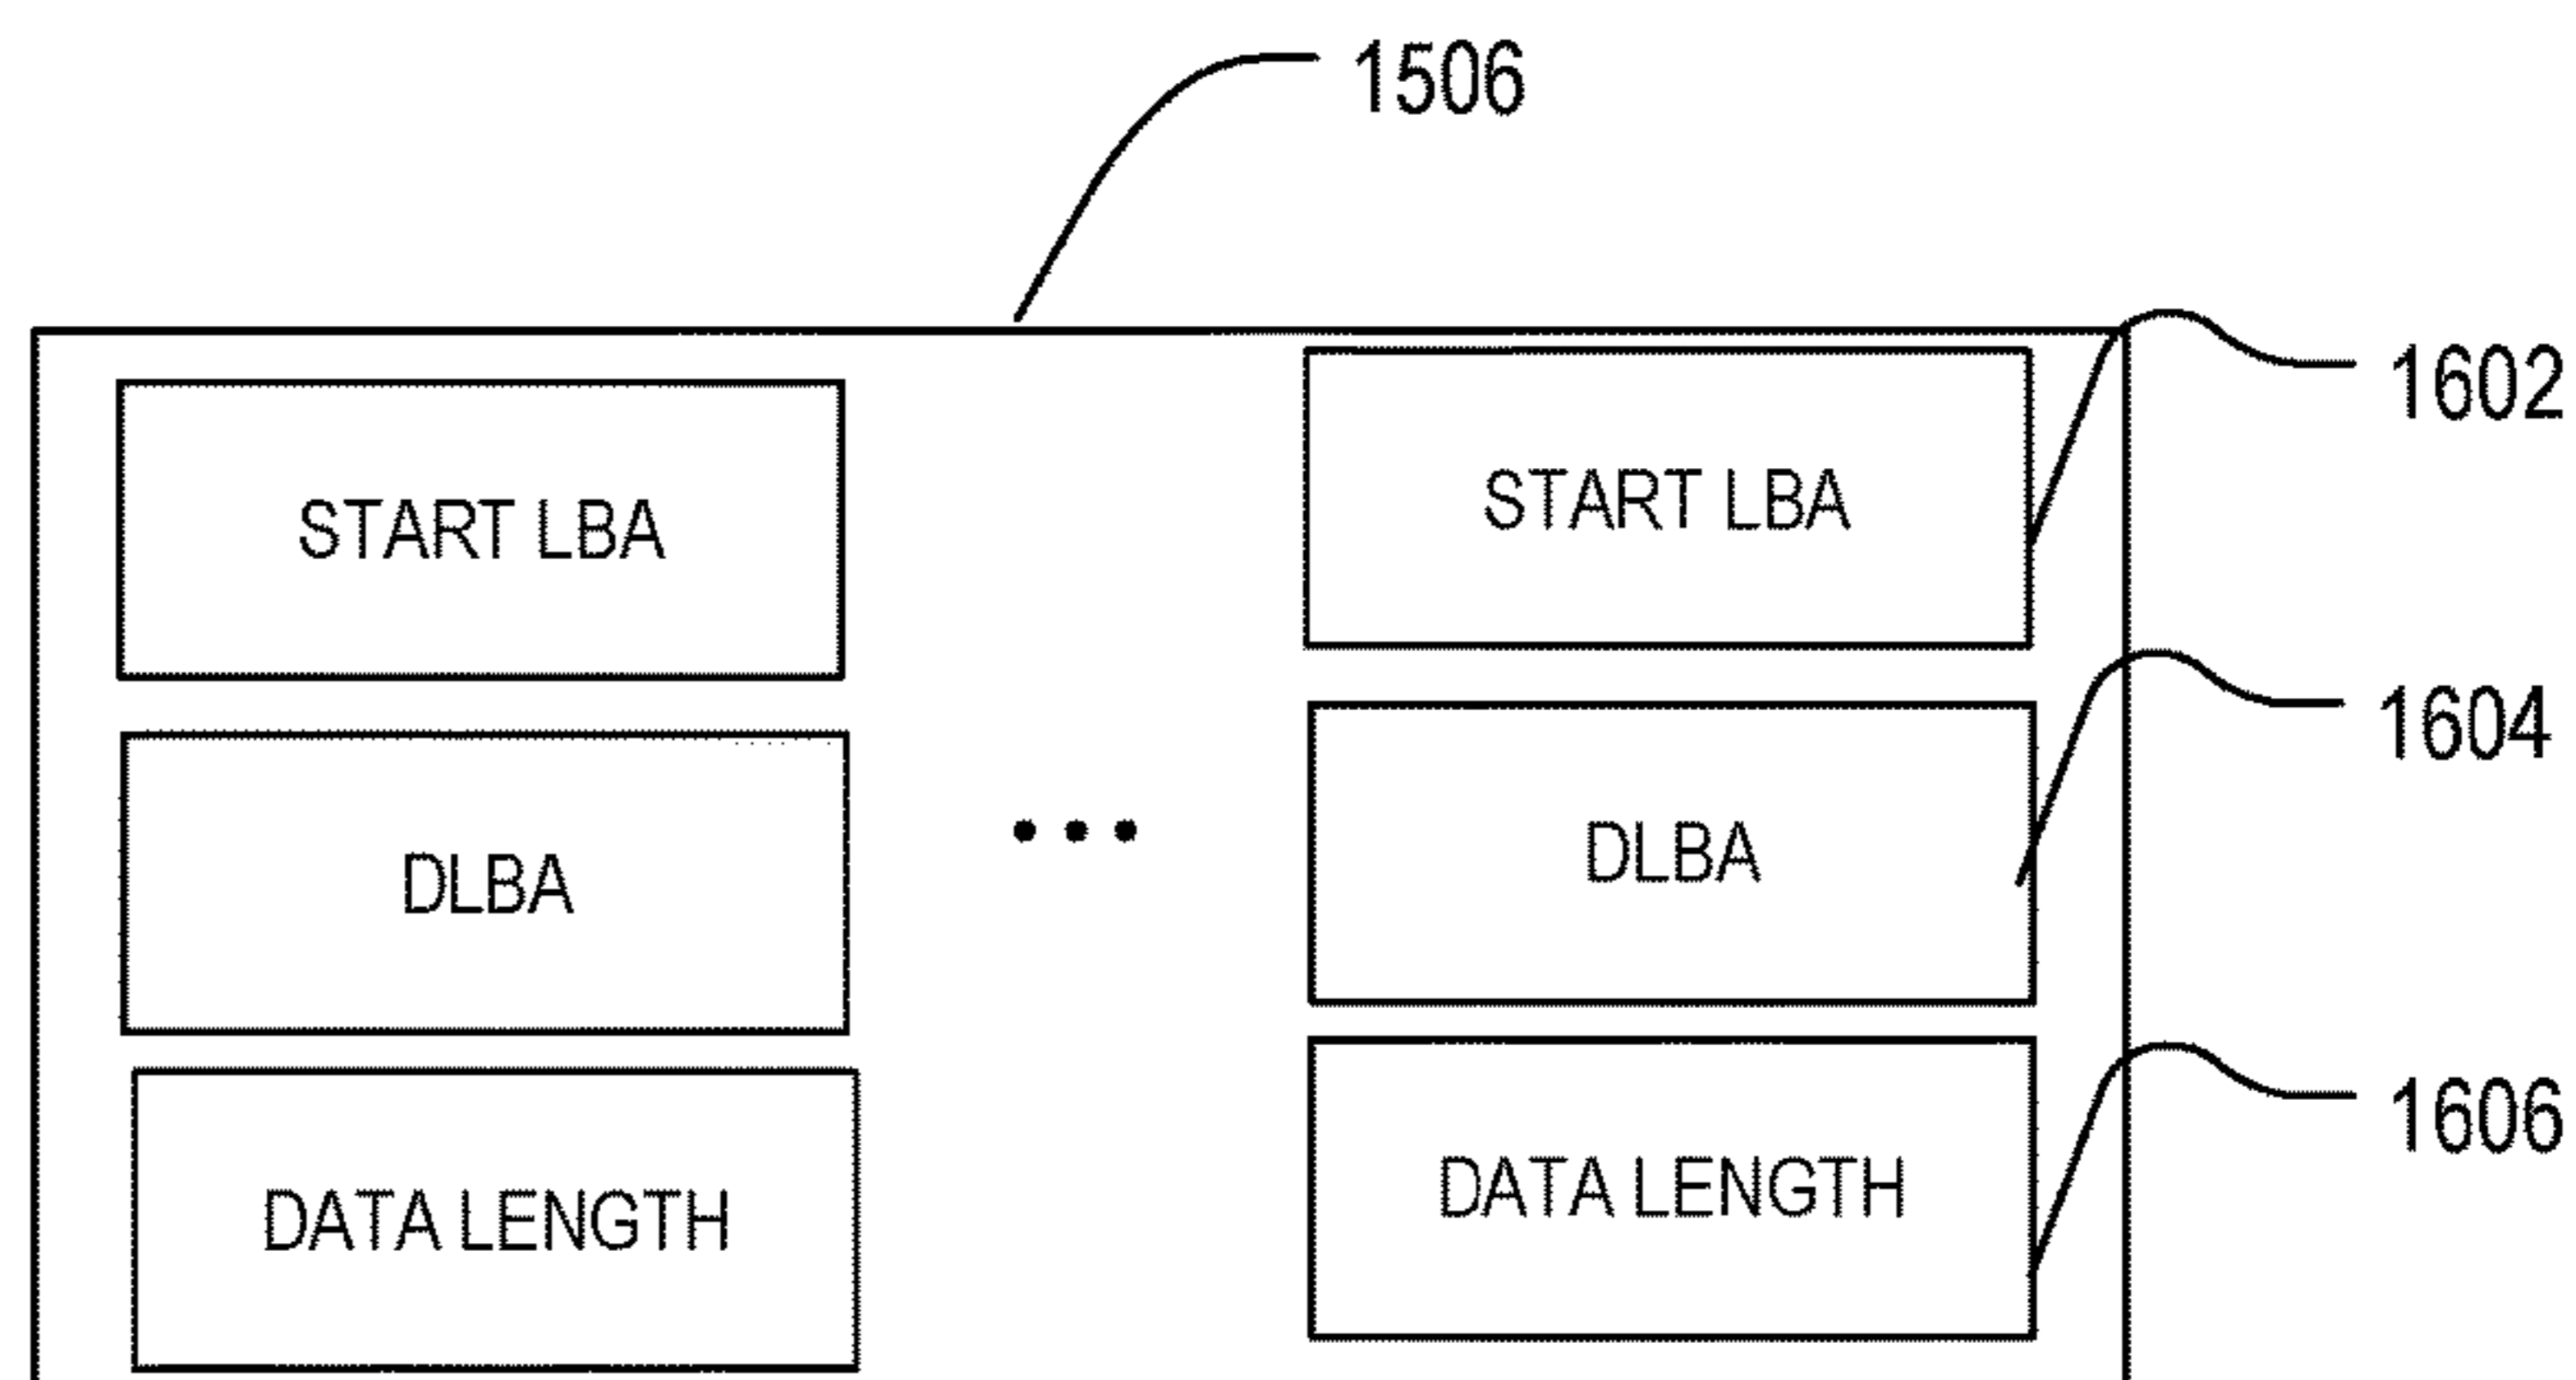 1506
START LBA
START LBA
1602
DLBA
DLBA
1604
DATA LENGTH
DATA LENGTH
1606